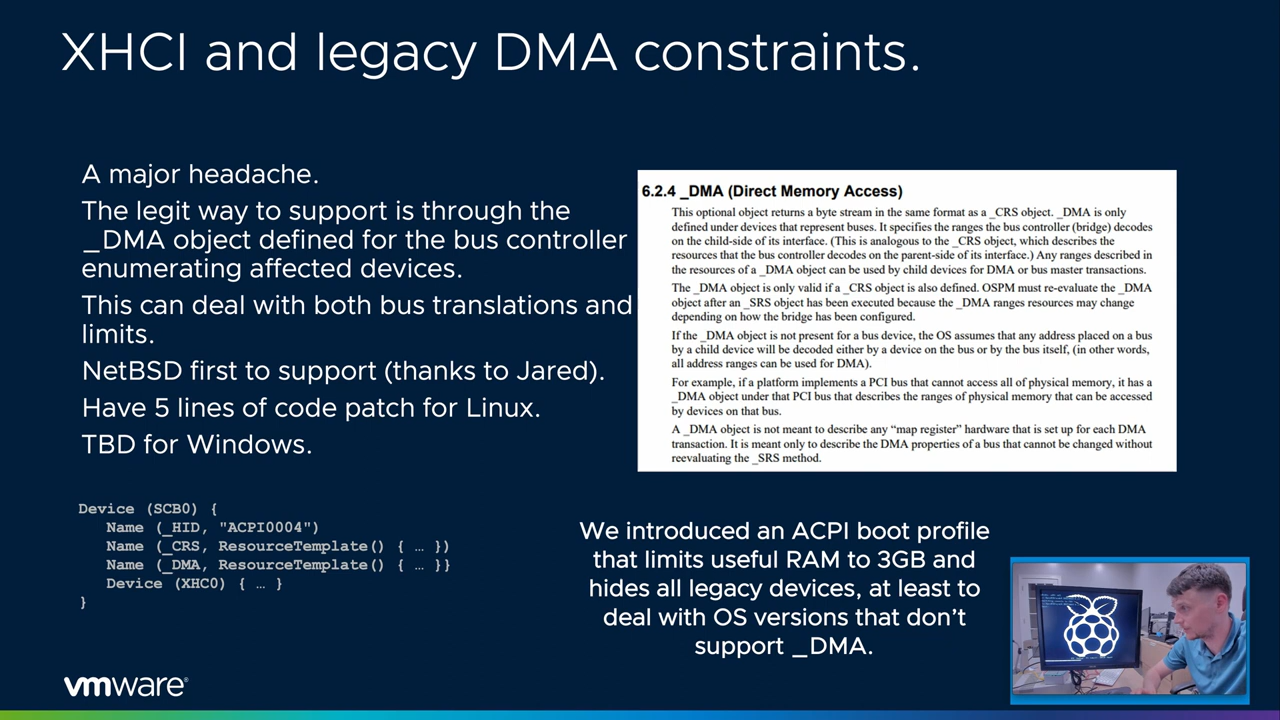 XHCI and legacy DMA constraints.
A major headache.
The legit way to support is through the
_DMA object defined for the bus controller
enumerating affected devices.
This can deal with both bus translations and
limits.
NetBSD first to support (thanks to Jared).
Have 5 lines of code patch for Linux.
TBD for Windows.
Device (SCB0) {
Name (_HID, "ACPI0004")
Name (_CRS, ResourceTemplate() { … })
Name (_DMA, ResourceTemplate() { … }}
Device (XHC0) { … }
}
6.2.4 _DMA (Direct Memory Access)
This optional object returns a byte stream in the same format as a _CRS object. _DMA is only
defined under devices that represent buses. It specifies the ranges the bus controller (bridge) decodes
on the child-side of its interface. (This is analogous to the _CRS object, which describes the
resources that the bus controller decodes on the parent-side of its interface.) Any ranges described in
the resources of a _DMA object can be used by child devices for DMA or bus master transactions.
The _DMA object is only valid if a _CRS object is also defined. OSPM must re-evaluate the _DMA
object after an _SRS object has been executed because the _DMA ranges resources may change
depending on how the bridge has been configured.
If the _DMA object is not present for a bus device, the OS assumes that any address placed on a bus
by a child device will be decoded either by a device on the bus or by the bus itself, (in other words,
all address ranges can be used for DMA).
For example, if a platform implements a PCI bus that cannot access all of physical memory, it has a
_DMA object under that PCI bus that describes the ranges of physical memory that can be accessed
by devices on that bus.
A _DMA object is not meant to describe any “map register” hardware that is set up for each DMA
transaction. It is meant only to describe the DMA properties of a bus that cannot be changed without
reevaluating the _SRS method.
We introduced an ACPI boot profile
that limits useful RAM to 3GB and
hides all legacy devices, at least to
deal with OS versions that don’t
support _DMA.
vmware®